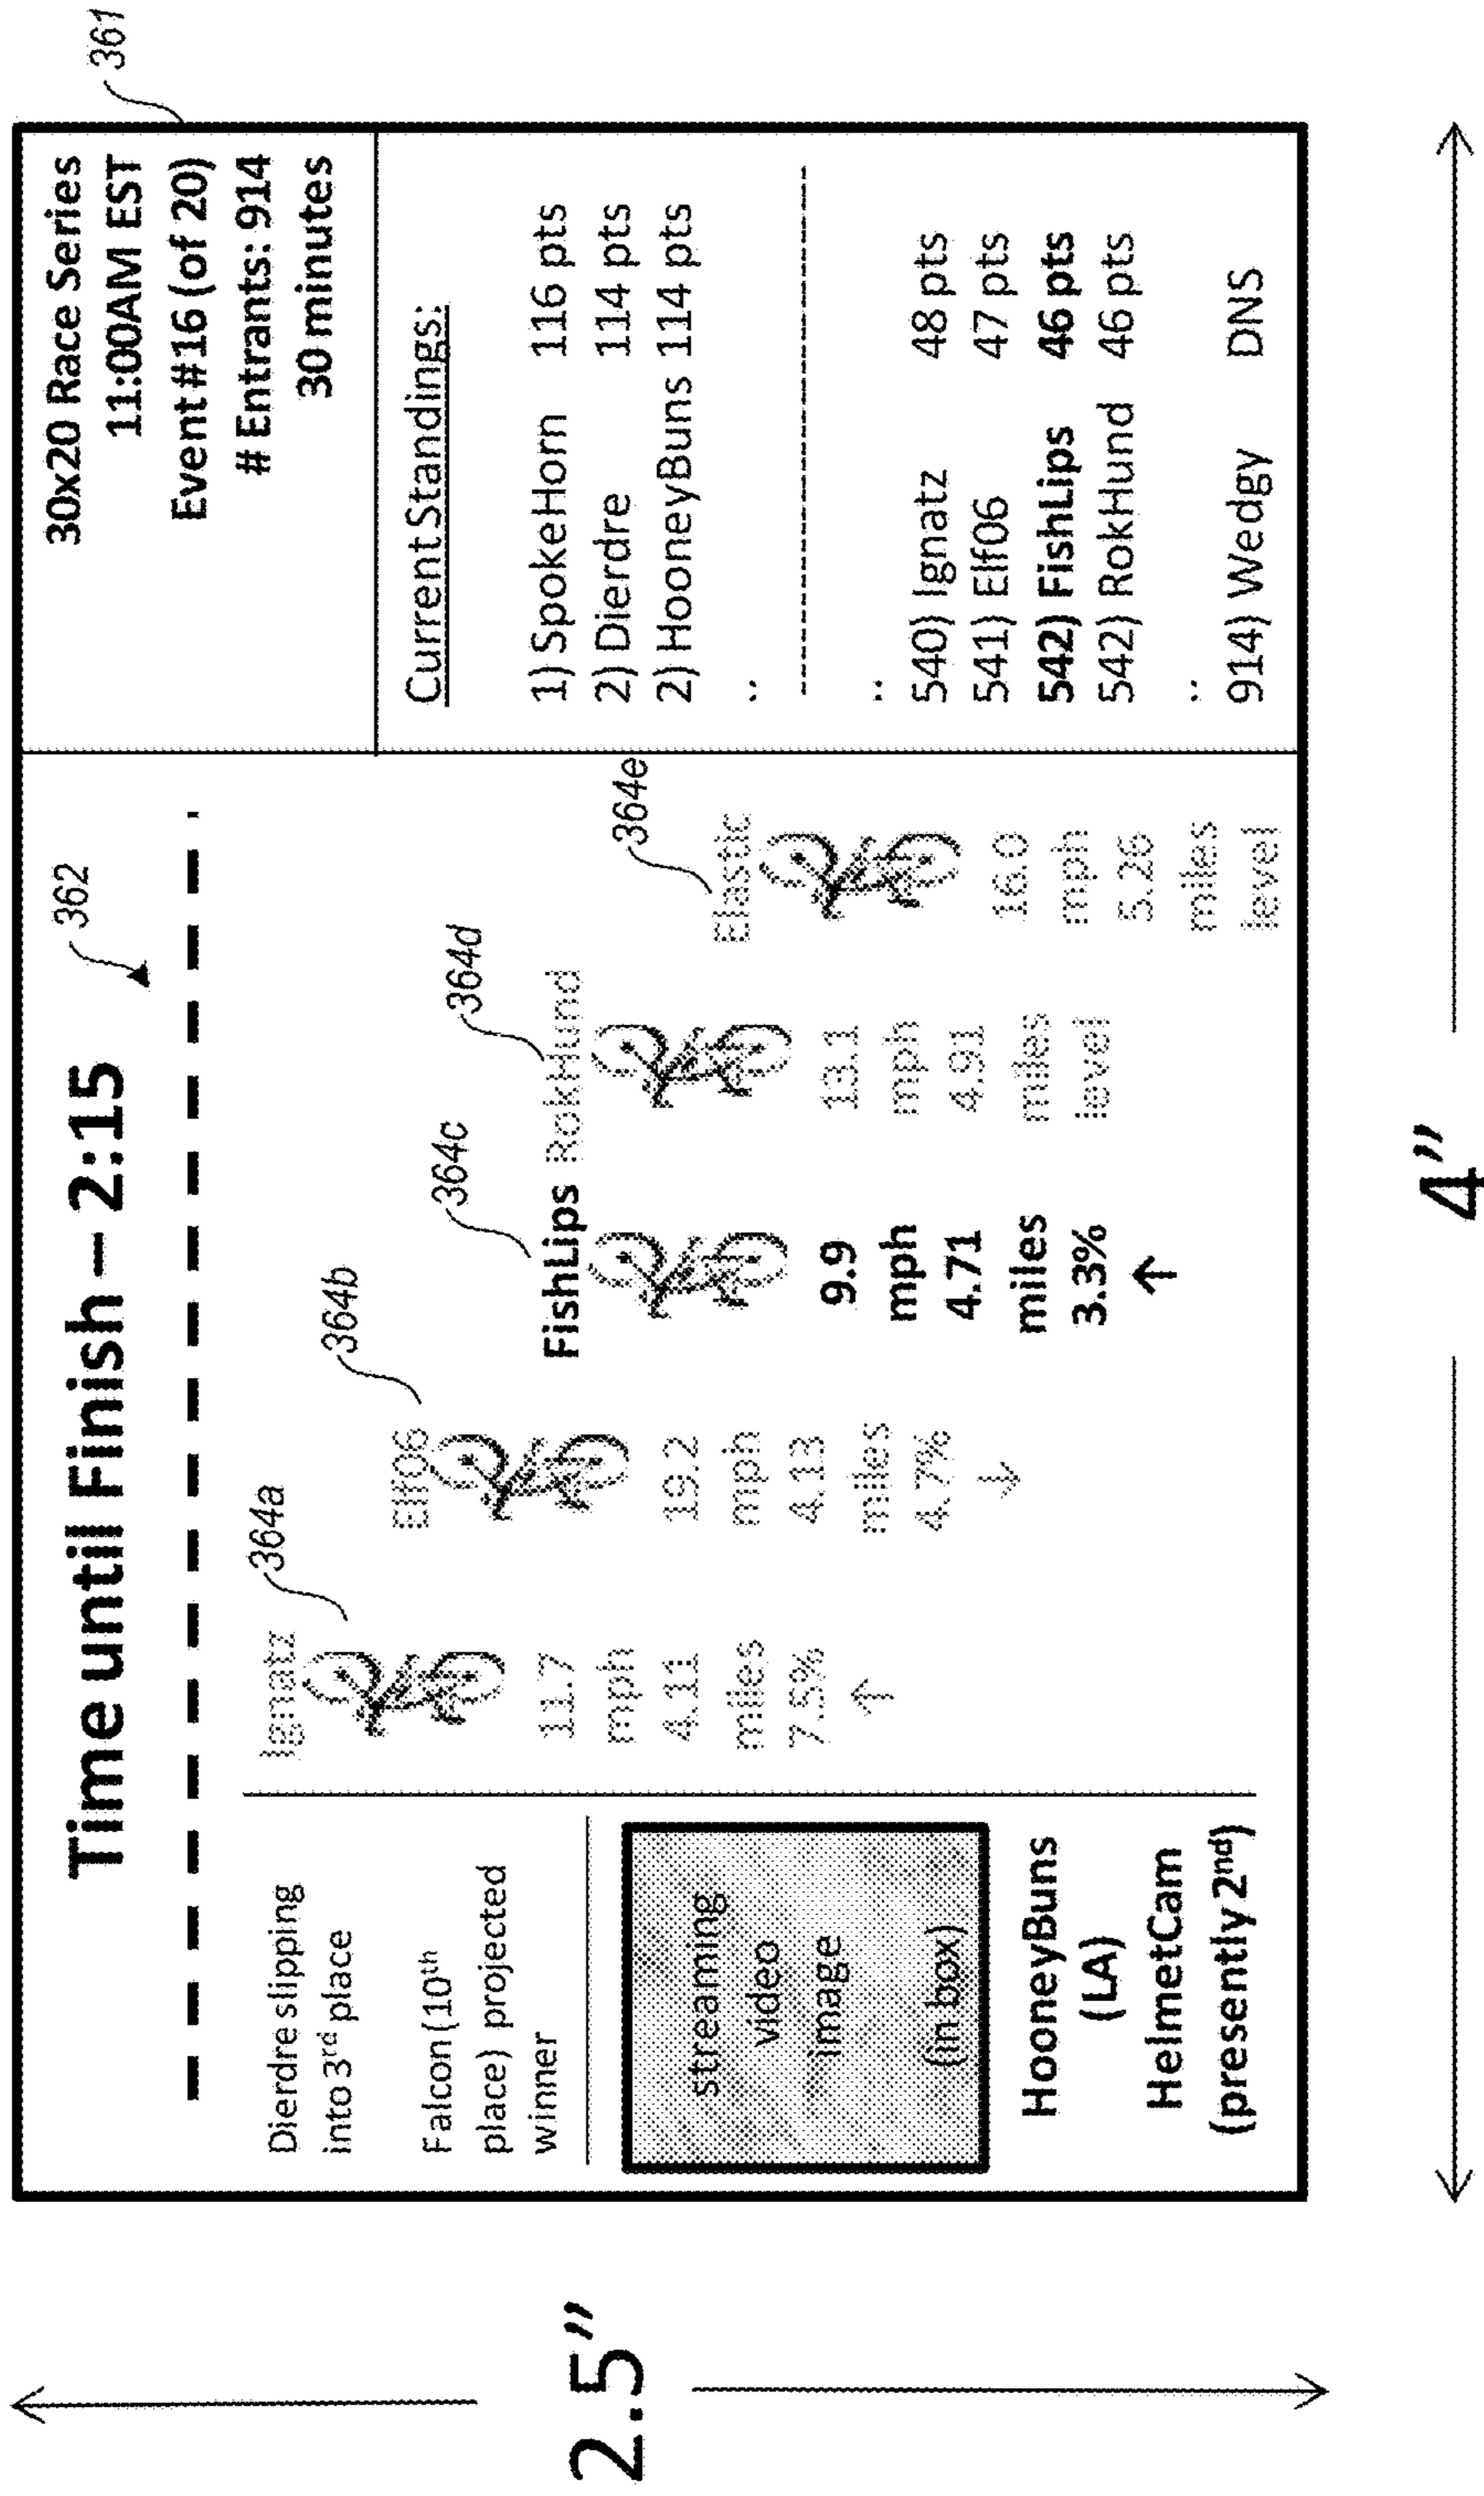 361
30x20 Race Series
11:00AM EST
Event #16 (of 20)
# Entrants: 914
30 minutes
Time until Finish – 2:15
362
Current Standings:
1) SpokeHorn 116 pts
2) Dierdre 114 pts
2) HooneyBuns 114 pts
..
..
540) Ignatz 48 pts
541) Elf06 47 pts
542) FishLips 46 pts
542) RokHund 46 pts
..
914) Wedgy DNS
Dierdre slipping
into 3rd place
Falcon (10th
place) projected
winner
streaming
video
image
(in box)
HooneyBuns
(LA)
HelmetCam
(presently 2nd)
364a
Ignatz
11.7
mph
4.11
miles
7.5%
↑
364b
Elf06
19.2
mph
4.13
miles
4.7%
↓
364c
FishLips
9.9
mph
4.71
miles
3.3%
↑
364d
RokHund
13.1
mph
4.91
miles
level
364e
Elastic
16.0
mph
5.26
miles
level
2.5”
4”